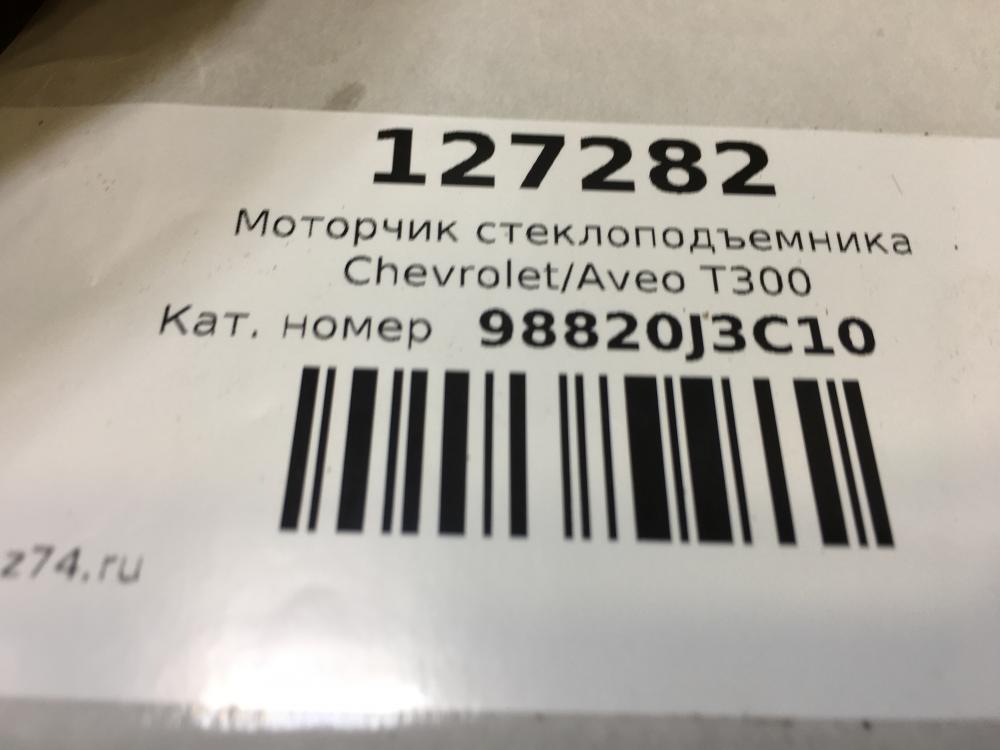 127282
Моторчик стеклоподъемника
Chevrolet/Aveo T300
Кат. номер 98820J3C10
z74.ru